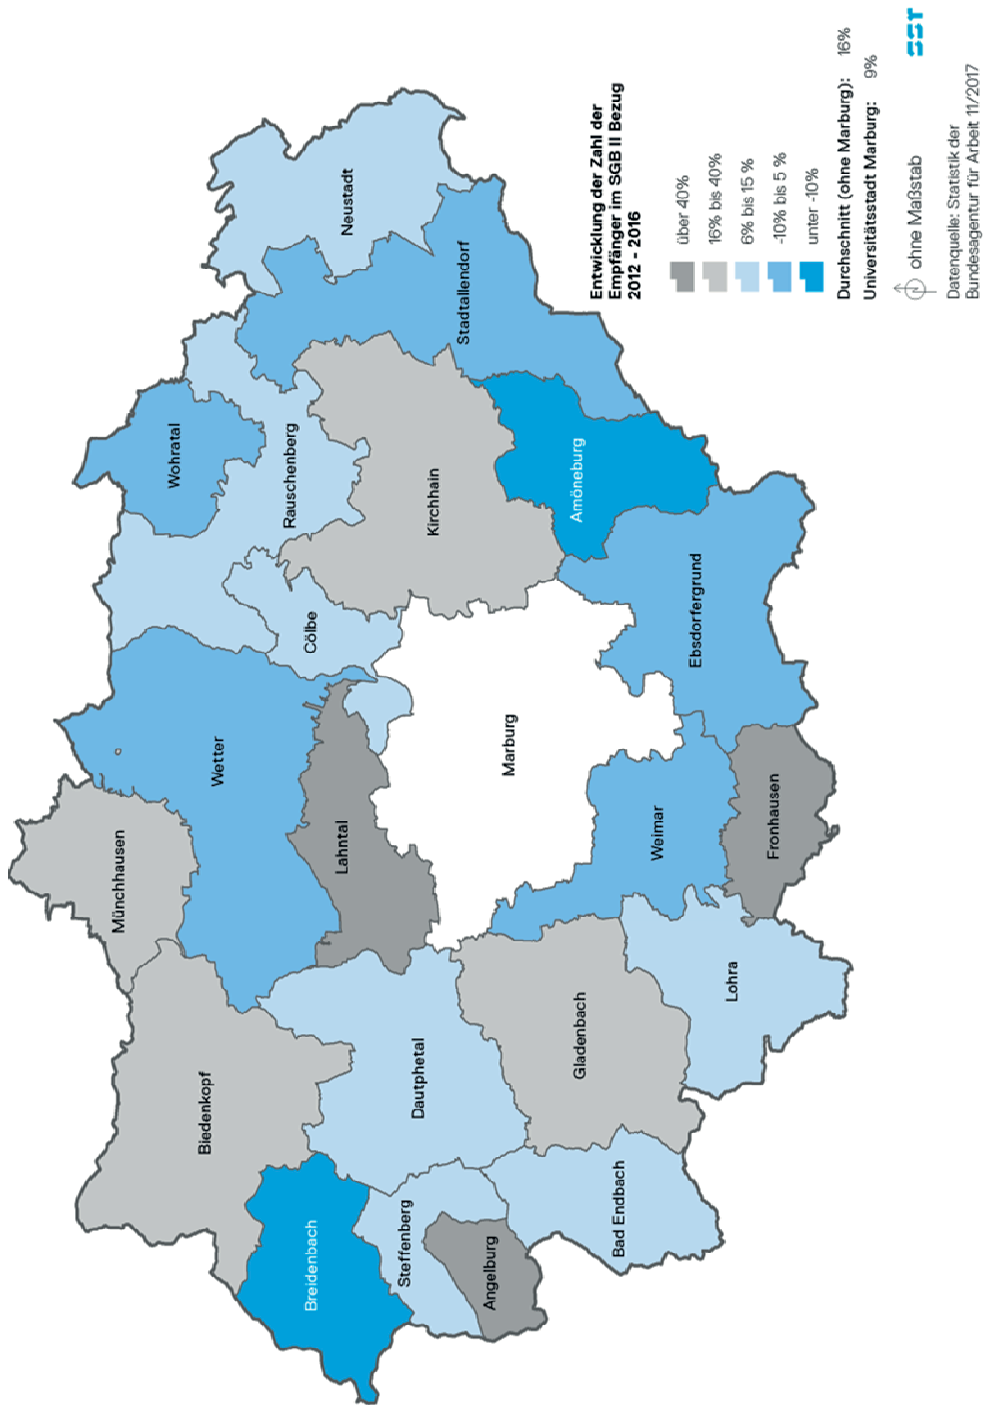 Neustadt
Stadtallendorf
Wohratal
Rauschenberg
Kirchhain
Amöneburg
Cölbe
Ebsdorfergrund
Wetter
Marburg
Münchhausen
Lahntal
Weimar
Fronhausen
Lohra
Biedenkopf
Dautphetal
Gladenbach
Breidenbach
Steffenberg
Angelburg
Bad Endbach
Entwicklung der Zahl der
Empfänger im SGB II Bezug
2012 - 2016
über 40%
16% bis 40%
6% bis 15 %
-10% bis 5 %
unter -10%
Durchschnitt (ohne Marburg): 16%
Universitätsstadt Marburg: 9%
ohne Maßstab
Datenquelle: Statistik der
Bundesagentur für Arbeit 11/2017